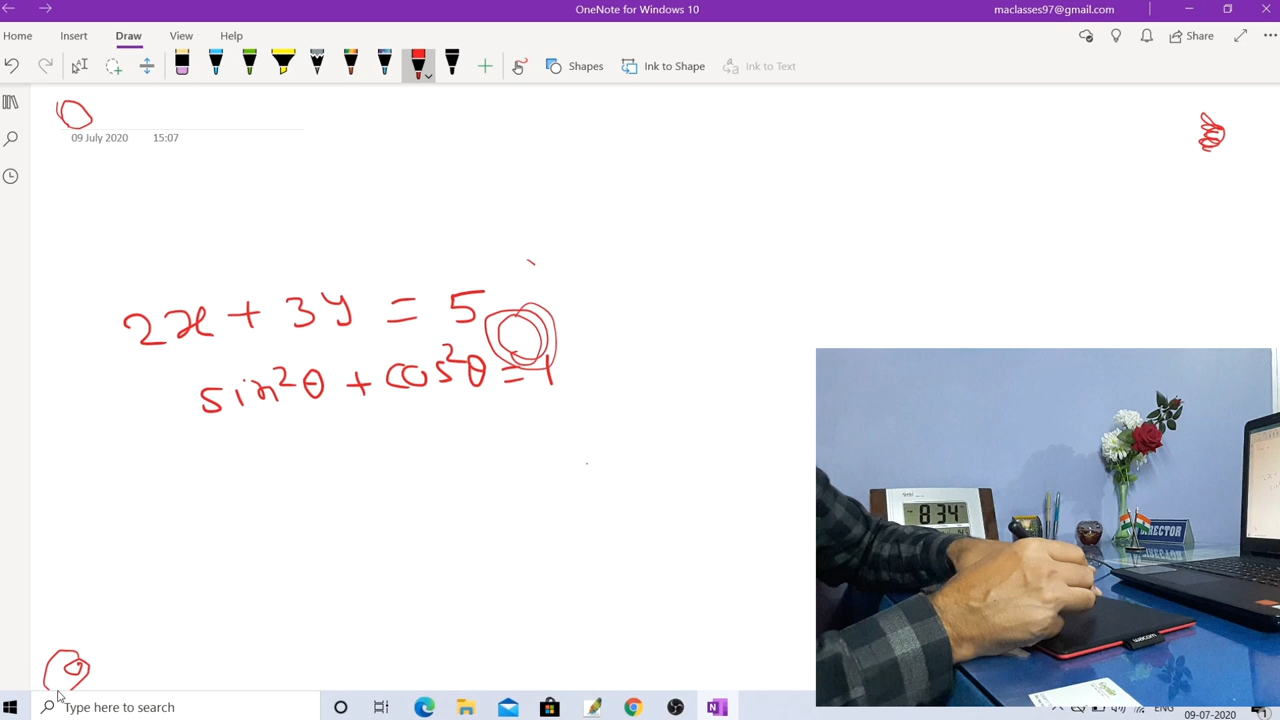 OneNote for Windows 10
maclasses97@gmail.com
Home Insert Draw View Help
Share
Shapes Ink to Shape Ink to Text
09 July 2020 15:07
2x + 3y = 5
sin²θ + cos²θ = 1
8:34
DIRECTOR
wacom
Type here to search
ENG
09-07-2020